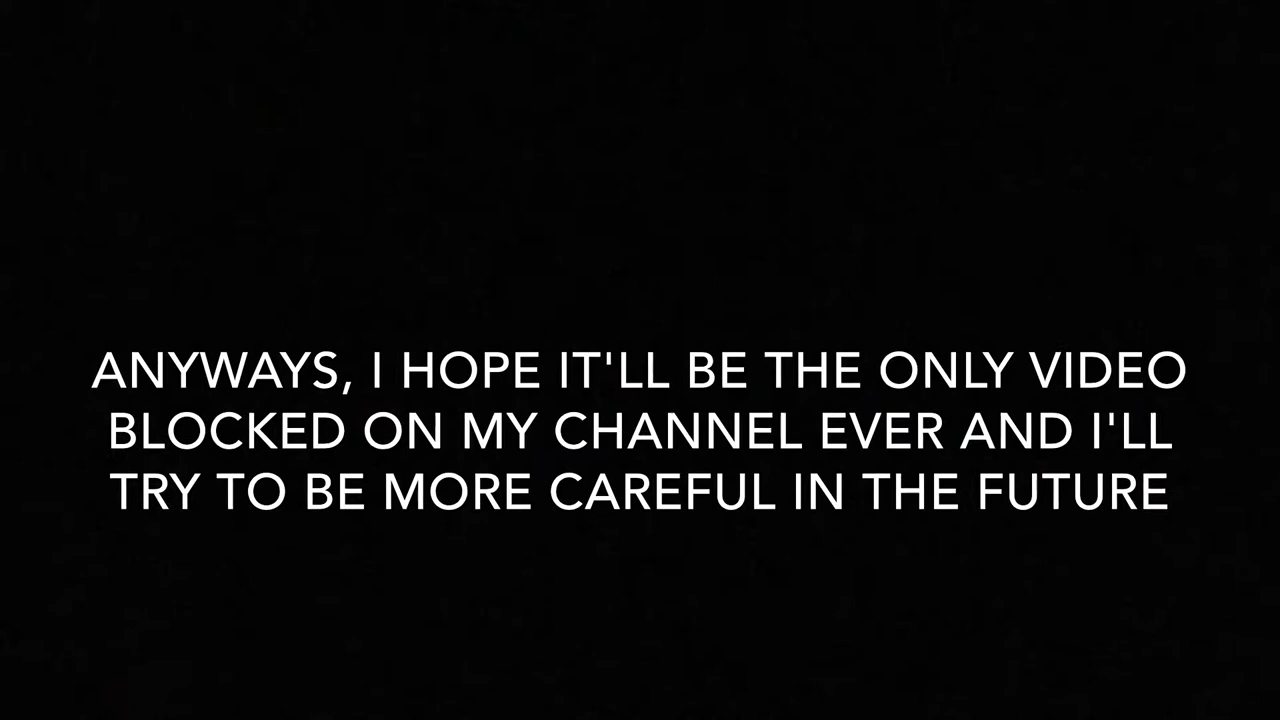 ANYWAYS, I HOPE IT'LL BE THE ONLY VIDEO
BLOCKED ON MY CHANNEL EVER AND I'LL
TRY TO BE MORE CAREFUL IN THE FUTURE